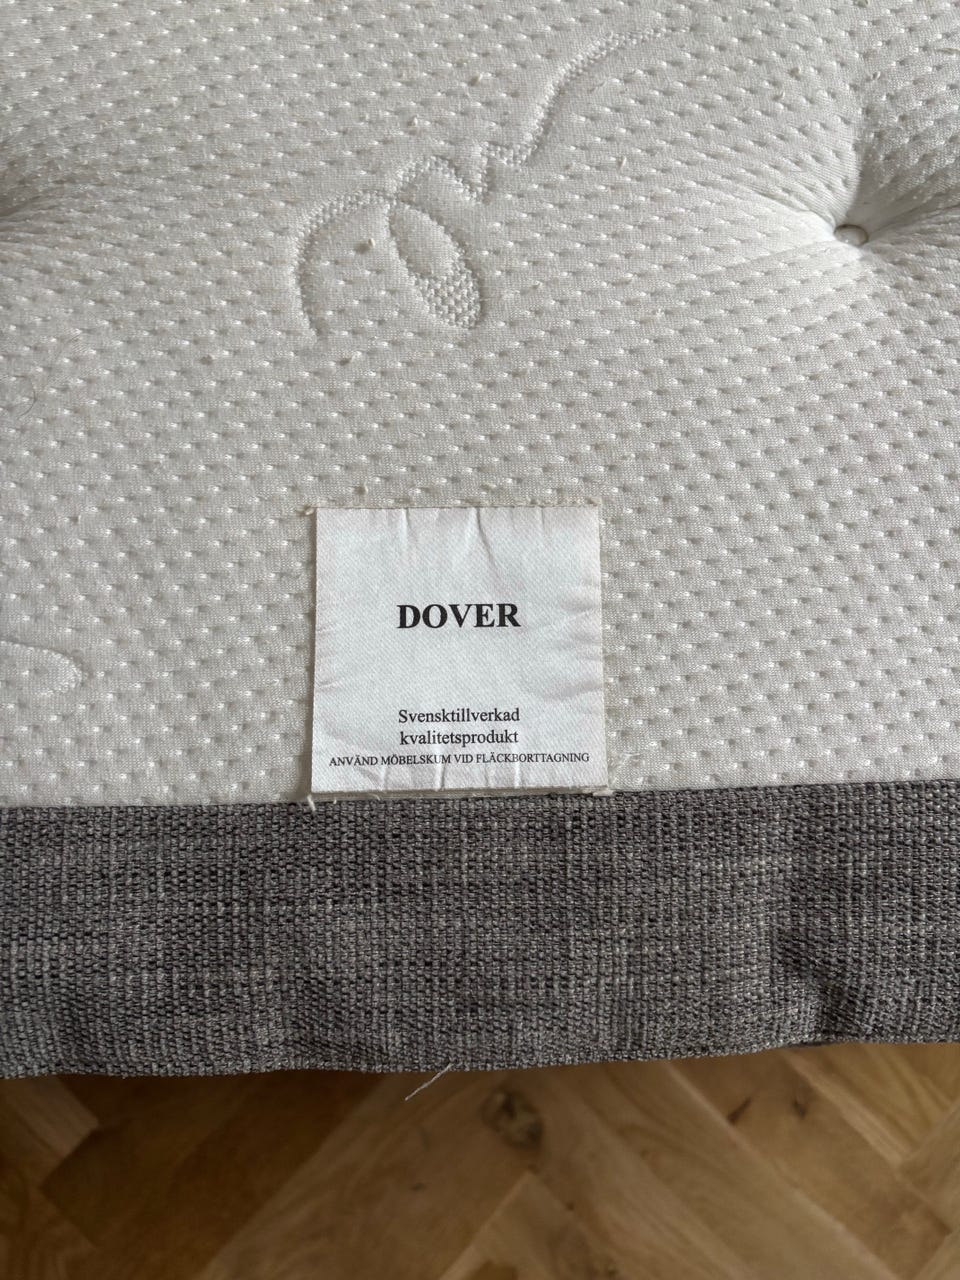 DOVER
Svensktillverkad
kvalitetsprodukt
ANVÄND MÖBELSKUM VID FLÄCKBORTTAGNING